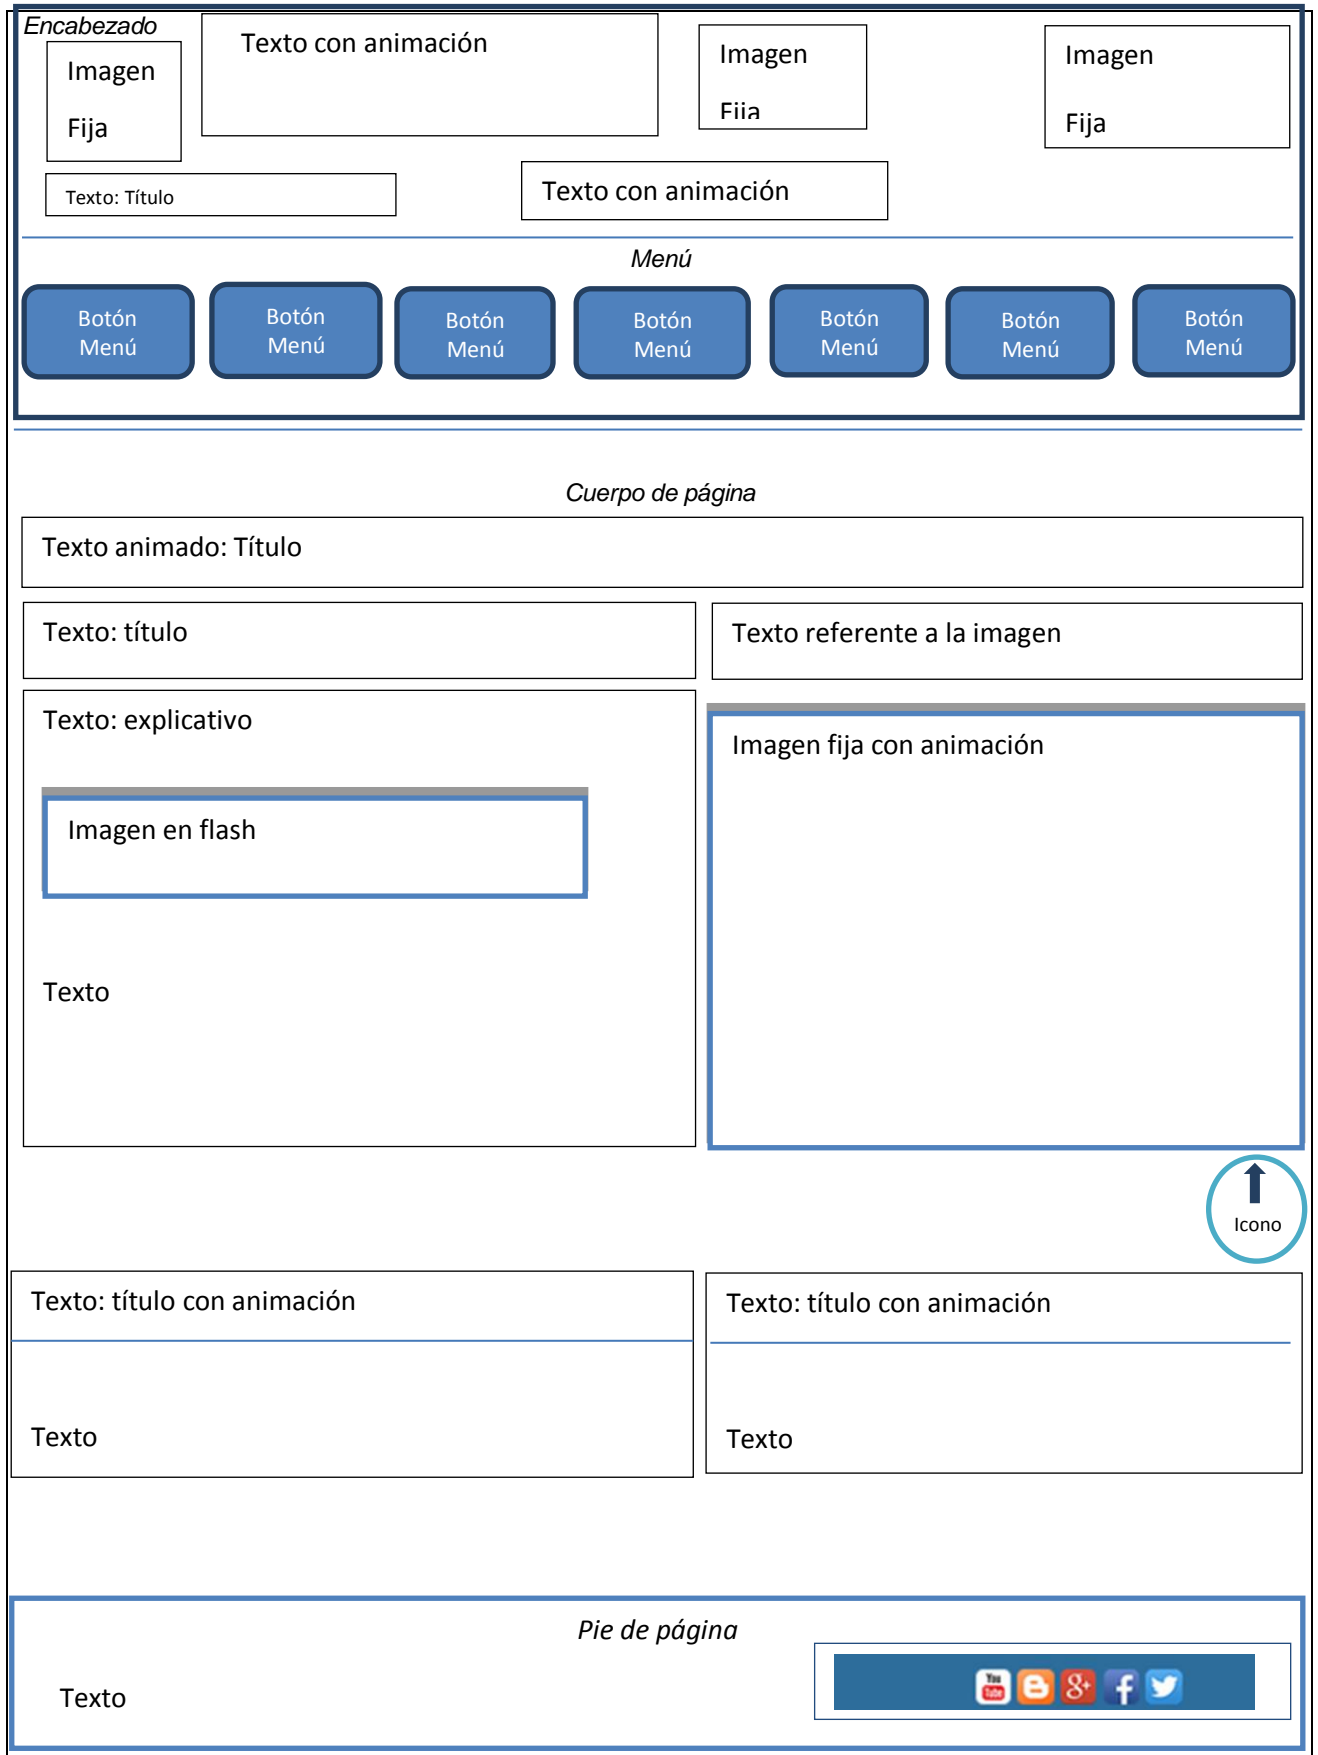 Encabezado
Imagen
Fija
Texto con animación
Imagen
Fija
Imagen
Fija
Texto: Título
Texto con animación
Menú
Botón
Menú
Botón
Menú
Botón
Menú
Botón
Menú
Botón
Menú
Botón
Menú
Botón
Menú
Cuerpo de página
Texto animado: Título
Texto: título
Texto referente a la imagen
Texto: explicativo
Imagen en flash
Texto
Imagen fija con animación
Icono
Texto: título con animación
Texto
Texto: título con animación
Texto
Pie de página
Texto
You
Tube